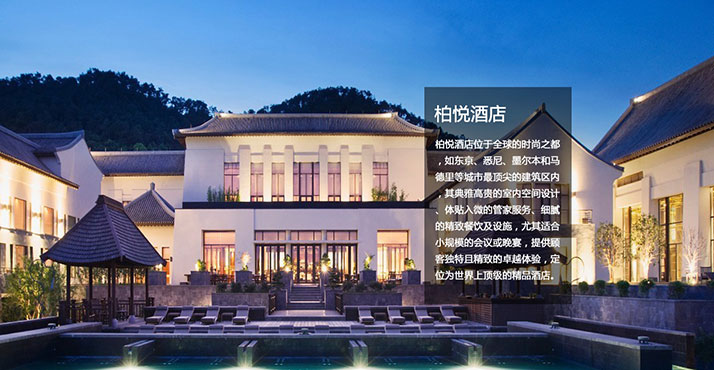 柏悦酒店
柏悦酒店位于全球的时尚之都
，如东京、悉尼、墨尔本和马
德里等城市最顶尖的建筑区内
，其典雅高贵的室内空间设计
、体贴入微的管家服务、细腻
的精致餐饮及设施，尤其适合
小规模的会议或晚宴，提供顾
客独特且精致的卓越体验，定
位为世界上顶级的精品酒店。